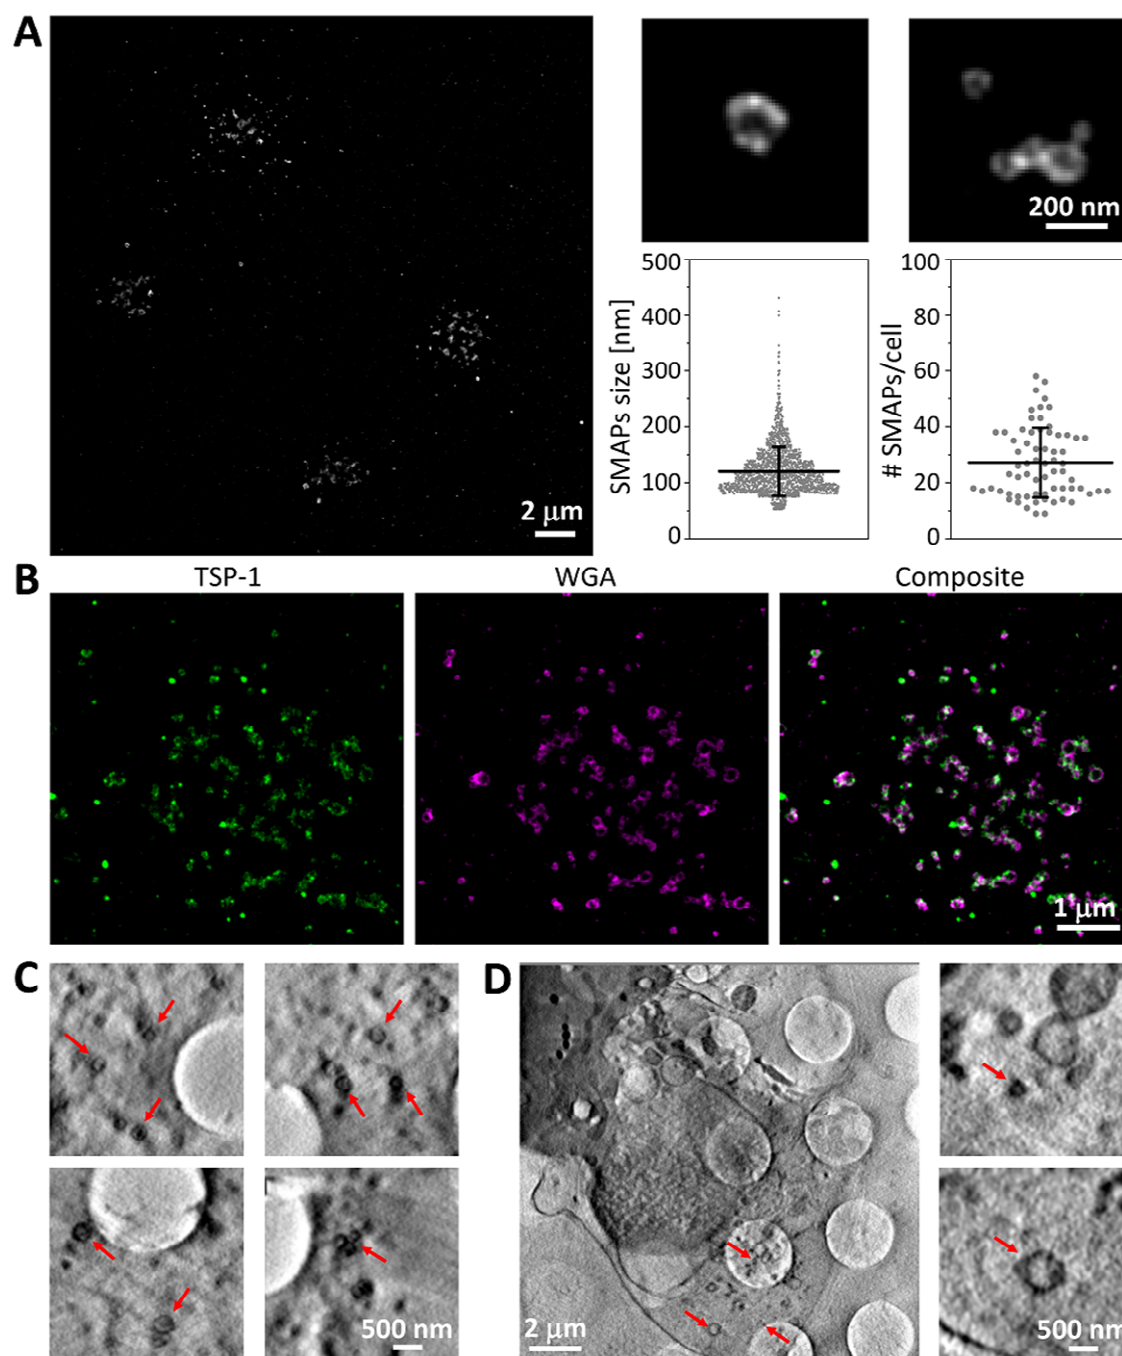 A
2 μm
200 nm
SMAPs size [nm]
500
400
300
200
100
0
# SMAPs/cell
100
80
60
40
20
0
B
TSP-1
WGA
Composite
1 μm
C
500 nm
D
2 μm
500 nm